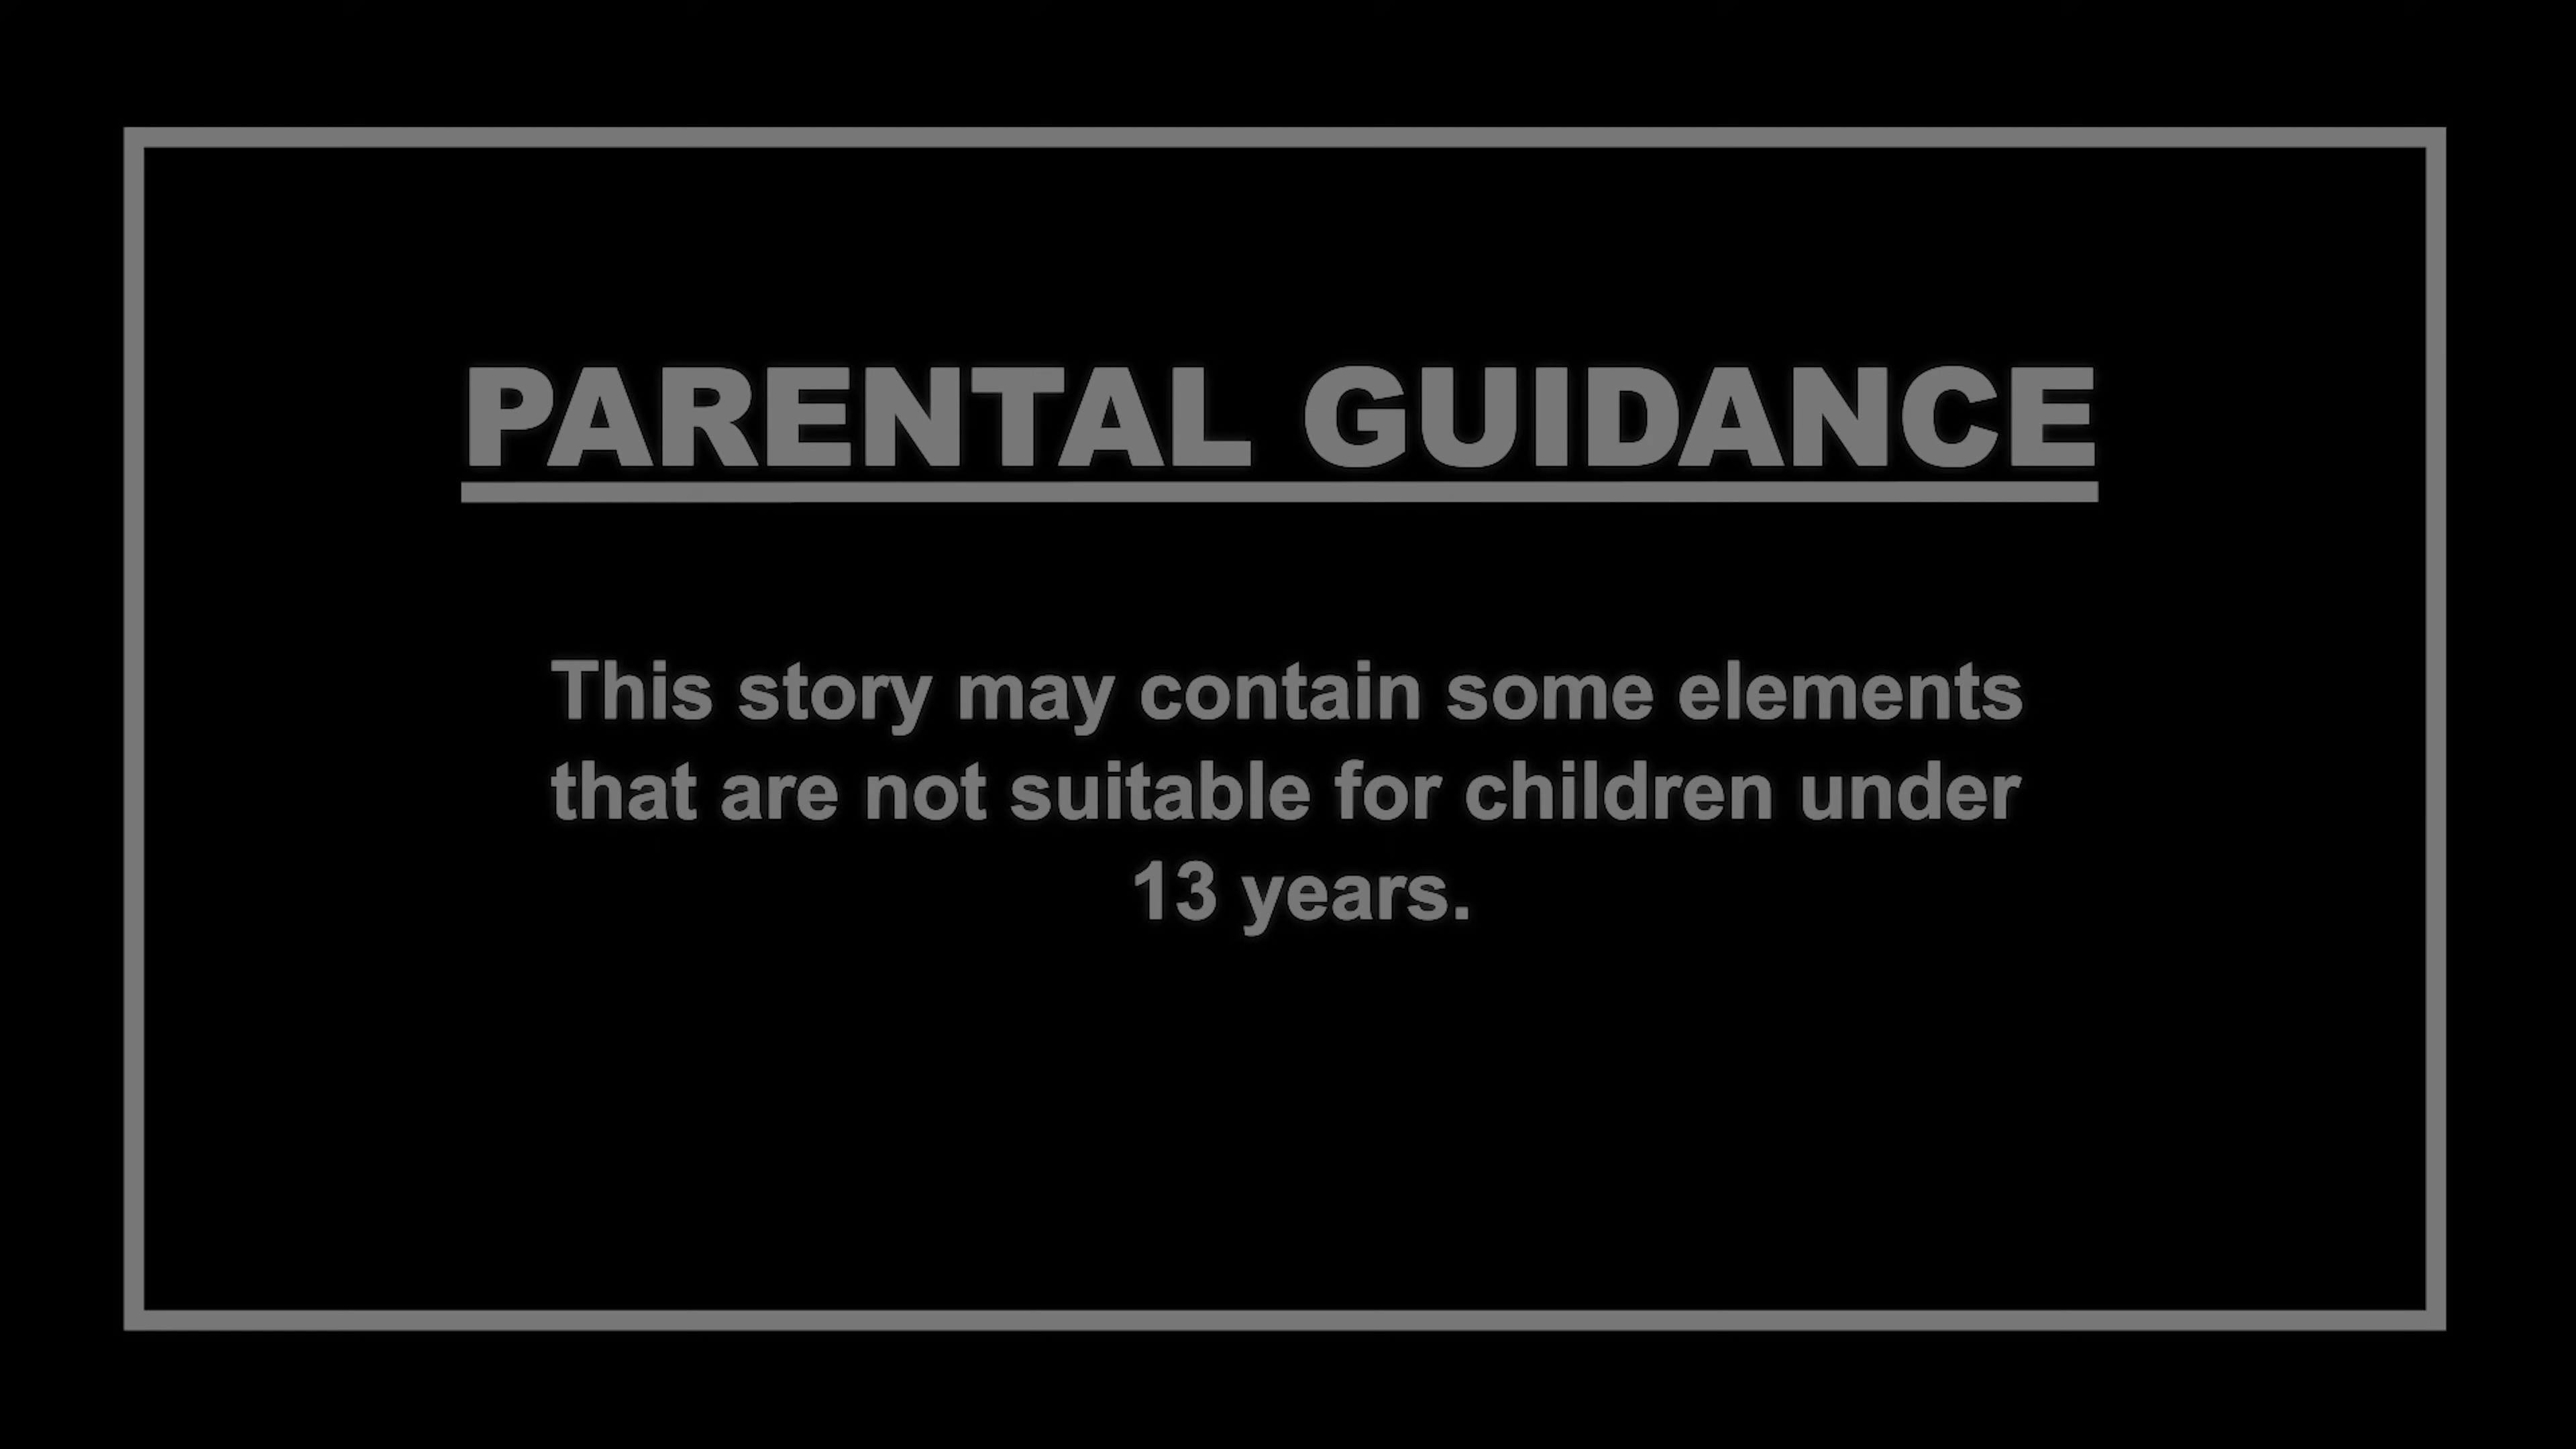 PARENTAL GUIDANCE
This story may contain some elements
that are not suitable for children under
13 years.